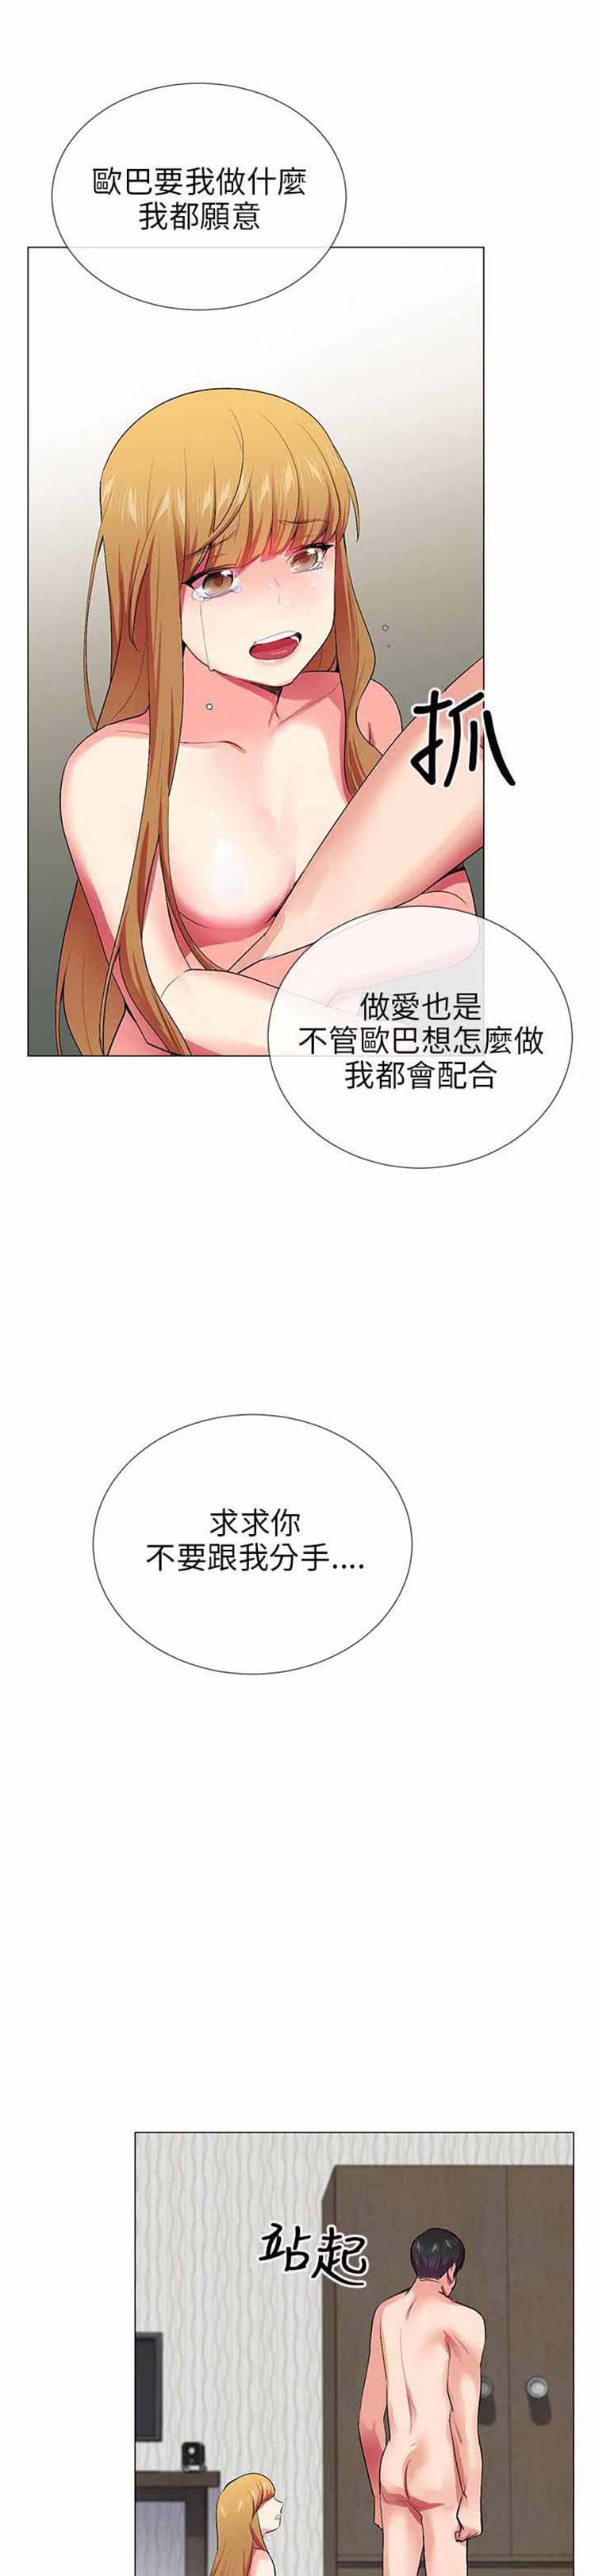 歐巴要我做什麼
我都願意
抓
做愛也是
不管歐巴想怎麼做
我都會配合
求求你
不要跟我分手....
站起